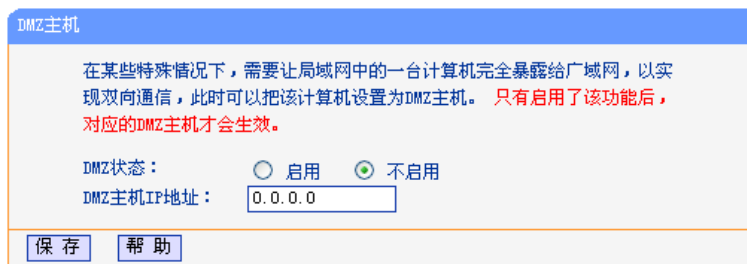 DMZ主机
在某些特殊情况下，需要让局域网中的一台计算机完全暴露给广域网，以实
现双向通信，此时可以把该计算机设置为DMZ主机。 只有启用了该功能后，
对应的DMZ主机才会生效。
DMZ状态： 启用 不启用
DMZ主机IP地址： 0.0.0.0
保 存 帮 助